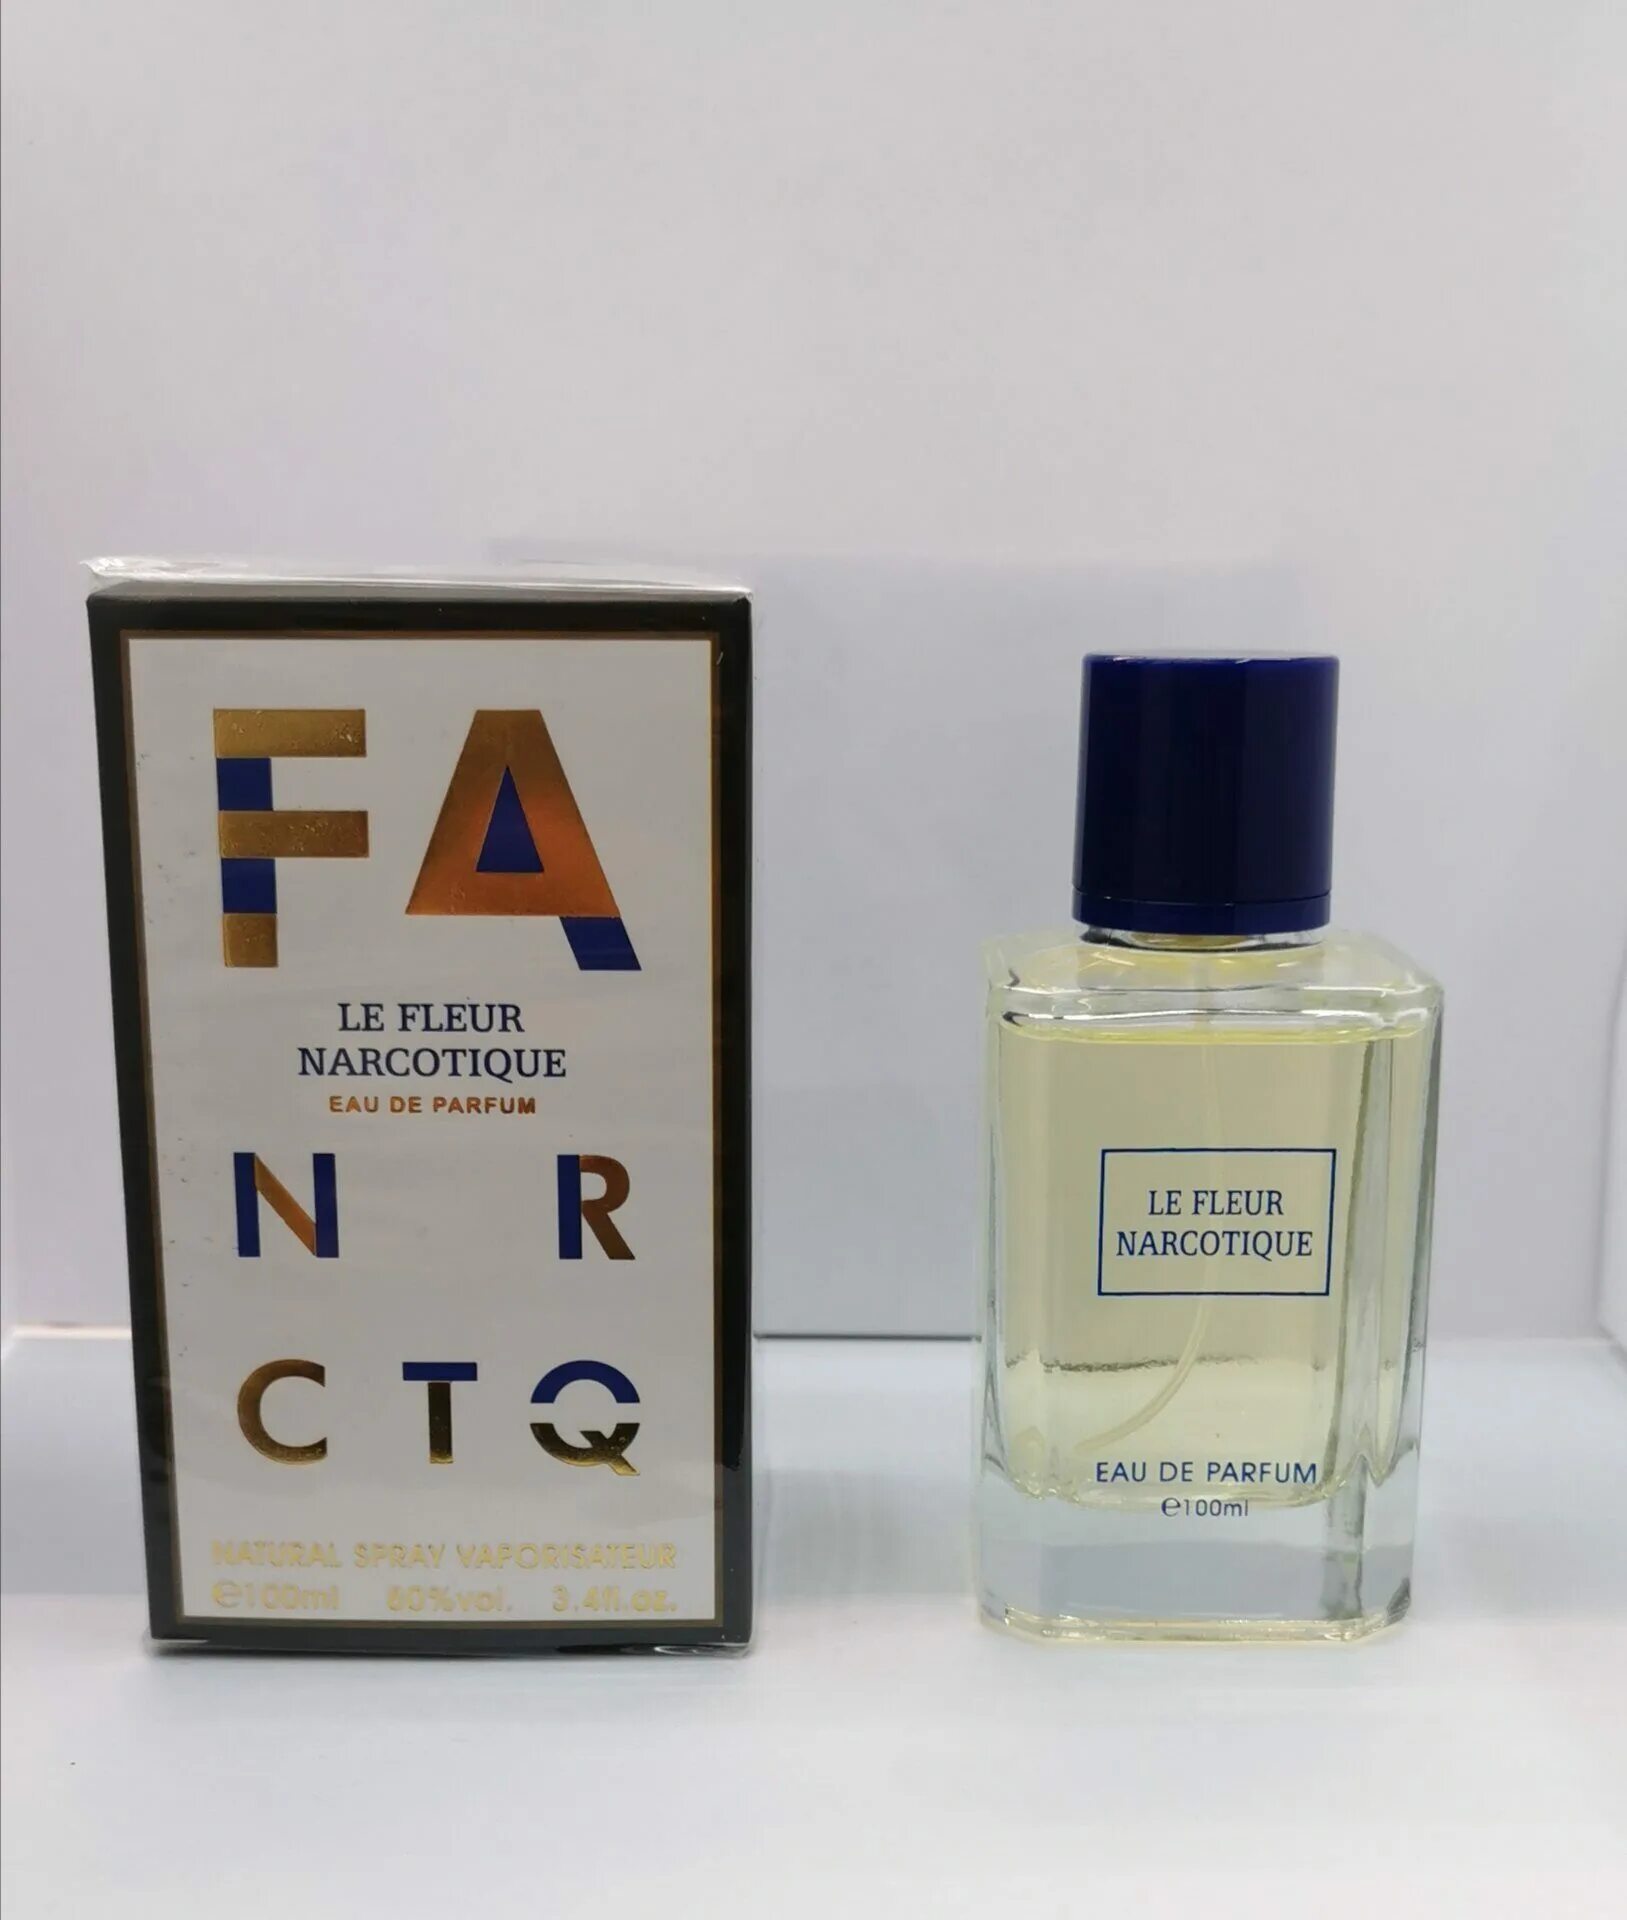 FA
LE FLEUR
NARCOTIQUE
EAU DE PARFUM
N R
C T Q
NATURAL SPRAY VAPORISATEUR
℮100ml 80%vol. 3.4fl.oz.
LE FLEUR
NARCOTIQUE
EAU DE PARFUM
℮100ml